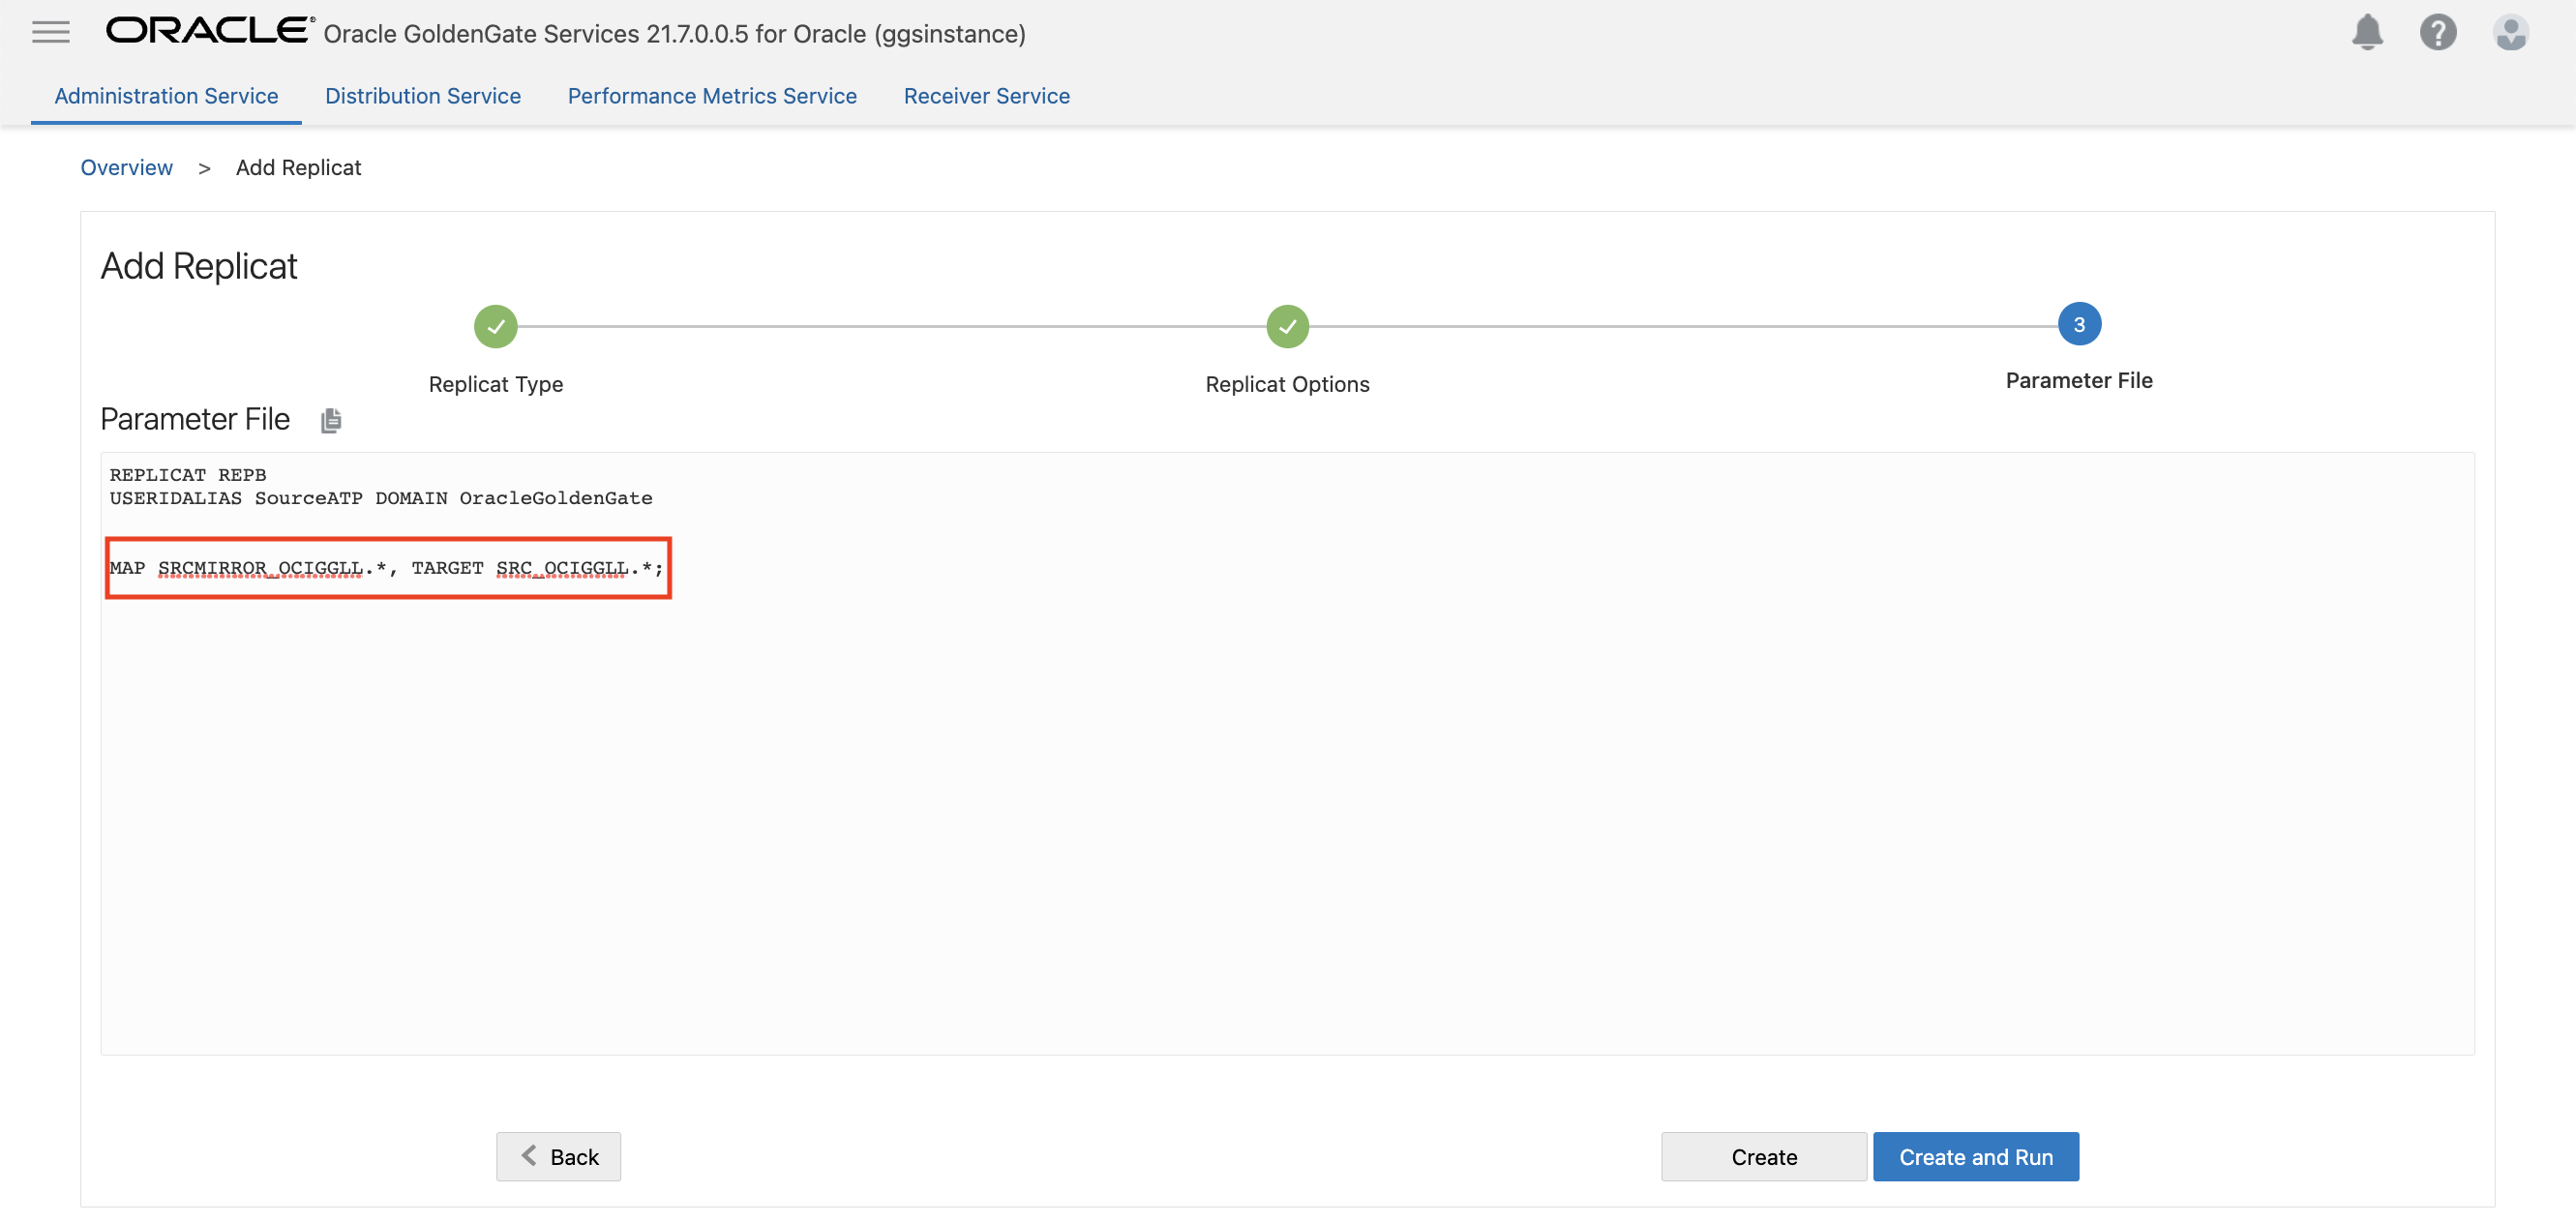 ORACLE® Oracle GoldenGate Services 21.7.0.0.5 for Oracle (ggsinstance)
Administration Service Distribution Service Performance Metrics Service Receiver Service
Overview > Add Replicat
Add Replicat
3
Replicat Type Replicat Options Parameter File
Parameter File
REPLICAT REPB
USERIDALIAS SourceATP DOMAIN OracleGoldenGate
MAP SRCMIRROR_OCIGGLL.*, TARGET SRC_OCIGGLL.*;
Back Create Create and Run